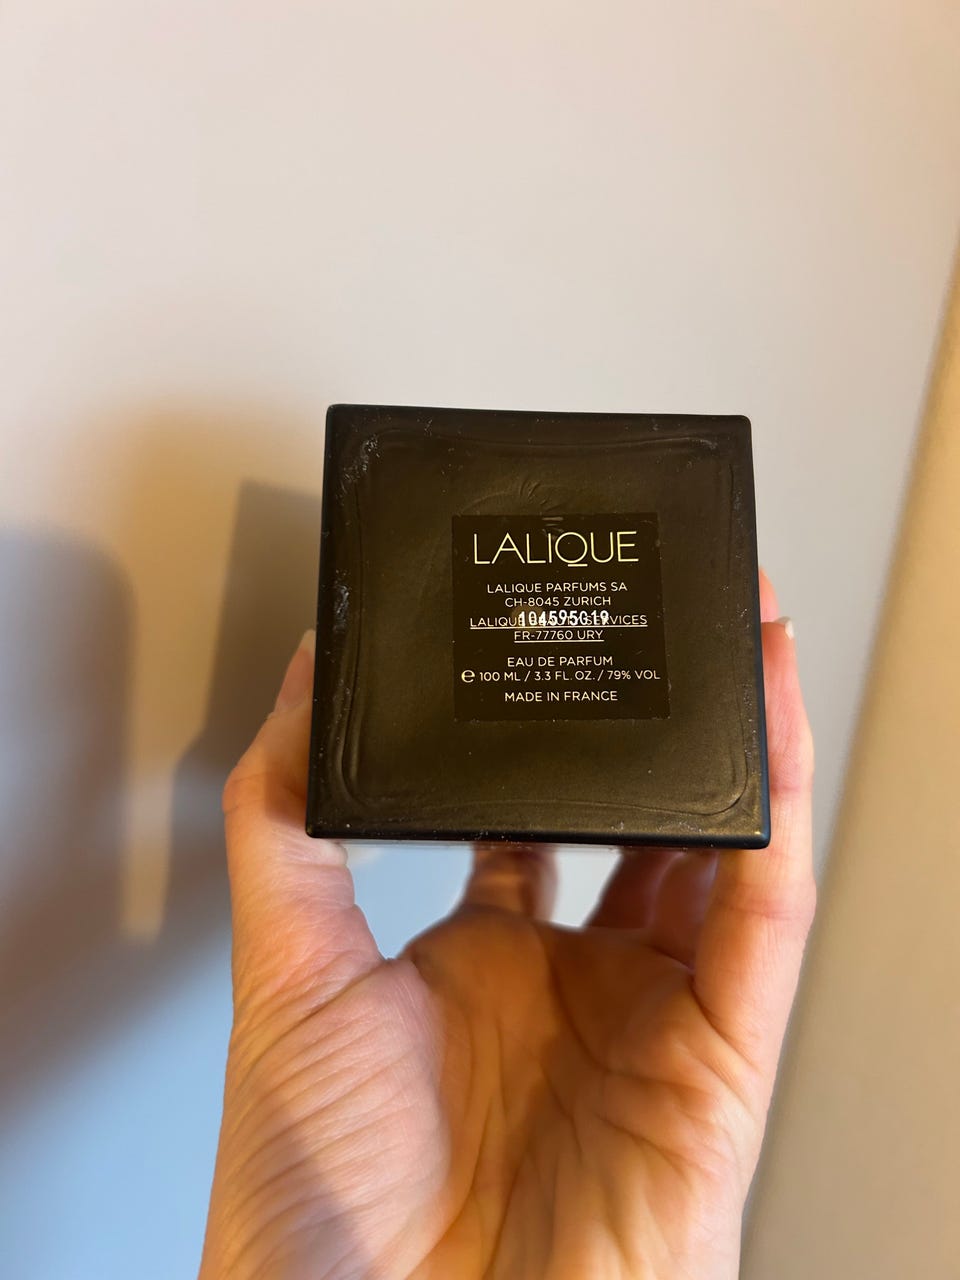 LALIQUE
LALIQUE PARFUMS SA
CH-8045 ZURICH
104595019
LALIQUE BEAUTY SERVICES
FR-77760 URY
EAU DE PARFUM
℮ 100 ML / 3.3 FL. OZ. / 79% VOL
MADE IN FRANCE